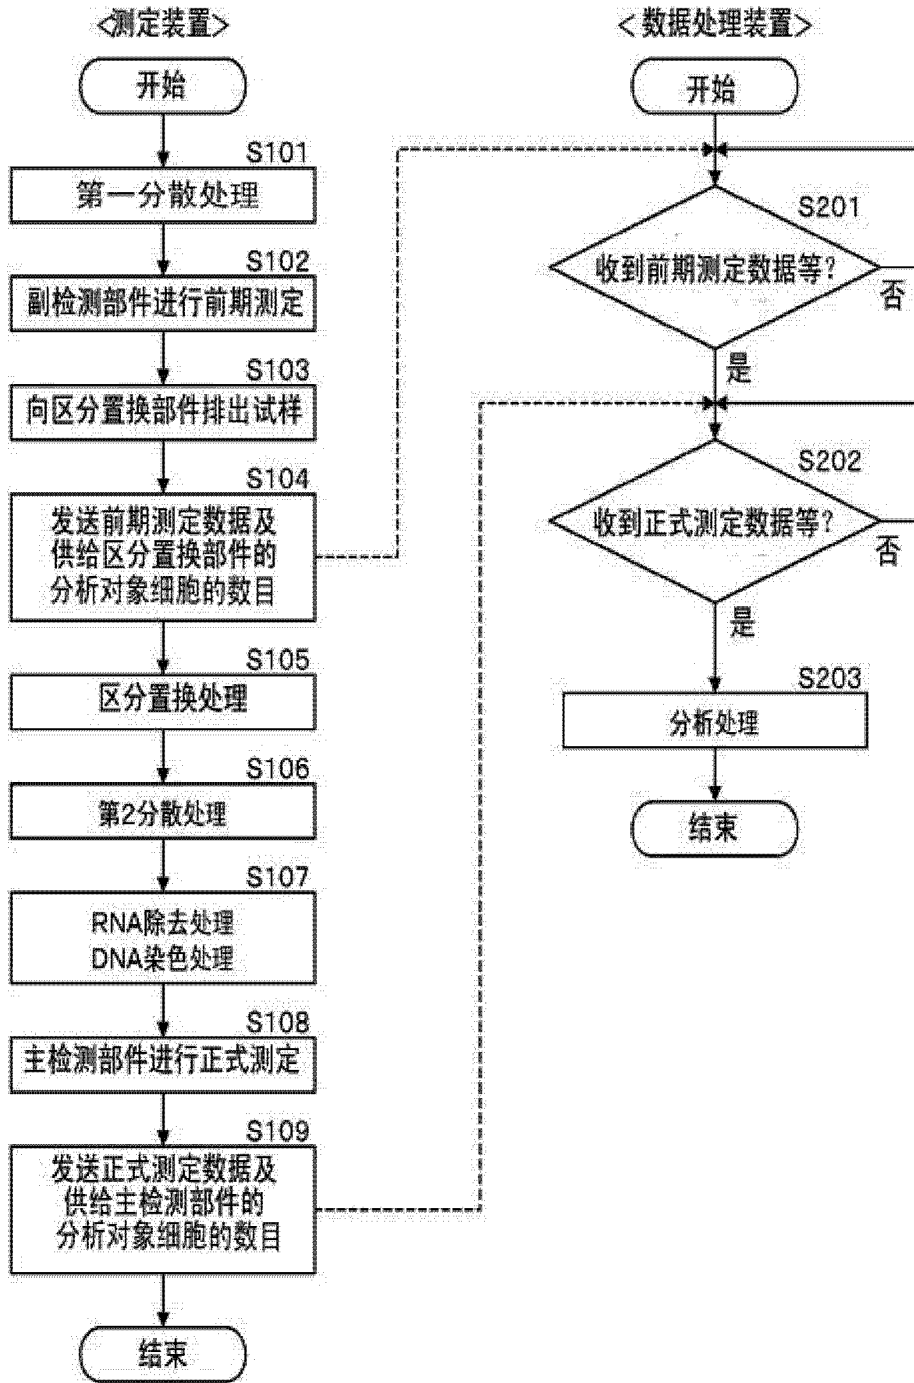 <测定装置>
开始
S101
第一分散处理
S102
副检测部件进行前期测定
S103
向区分置换部件排出试样
S104
发送前期测定数据及
供给区分置换部件的
分析对象细胞的数目
S105
区分置换处理
S106
第2分散处理
S107
RNA除去处理
DNA染色处理
S108
主检测部件进行正式测定
S109
发送正式测定数据及
供给主检测部件的
分析对象细胞的数目
结束
<数据处理装置>
开始
S201
收到前期测定数据等?
否
是
S202
收到正式测定数据等?
否
是
S203
分析处理
结束